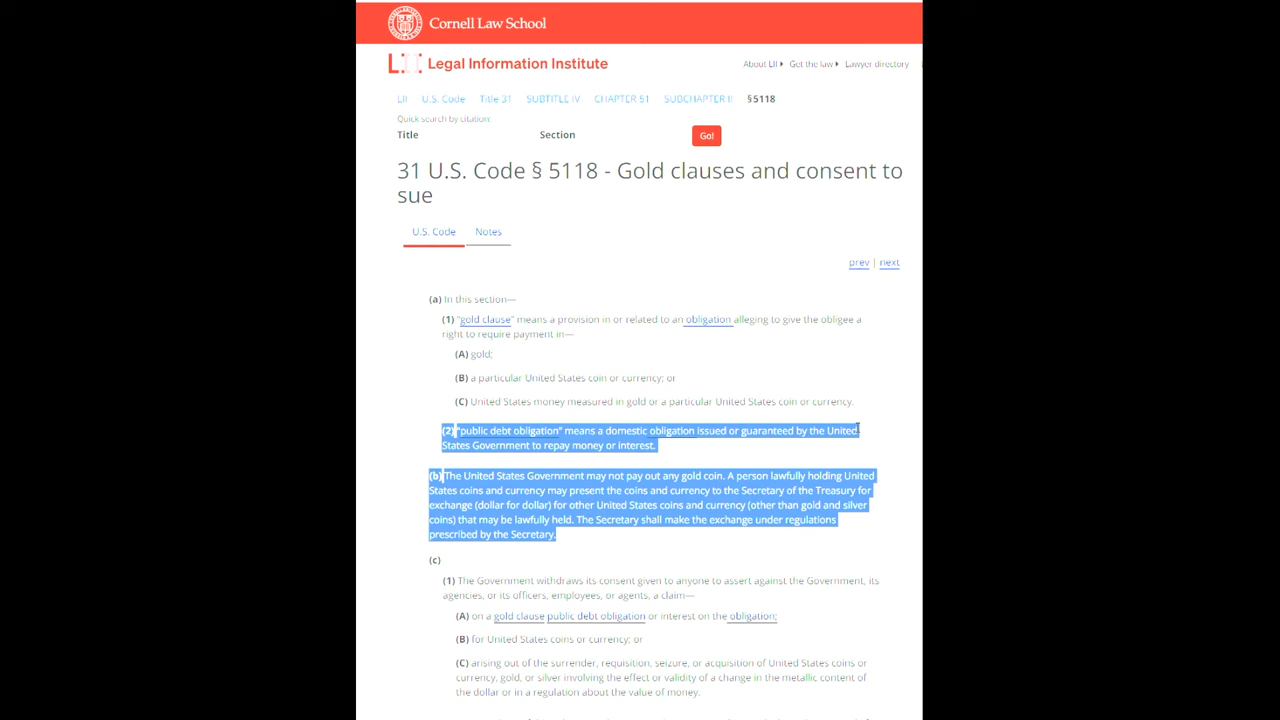 Cornell Law School
Legal Information Institute
About LII Get the law Lawyer directory
LII U.S. Code Title 31 SUBTITLE IV CHAPTER 51 SUBCHAPTER II §5118
Quick search by citation:
Title Section Go!
31 U.S. Code § 5118 - Gold clauses and consent to
sue
U.S. Code Notes
prev | next
(a) In this section—
(1) “gold clause” means a provision in or related to an obligation alleging to give the obligee a
right to require payment in—
(A) gold;
(B) a particular United States coin or currency; or
(C) United States money measured in gold or a particular United States coin or currency.
(2) “public debt obligation” means a domestic obligation issued or guaranteed by the United
States Government to repay money or interest.
(b) The United States Government may not pay out any gold coin. A person lawfully holding United
States coins and currency may present the coins and currency to the Secretary of the Treasury for
exchange (dollar for dollar) for other United States coins and currency (other than gold and silver
coins) that may be lawfully held. The Secretary shall make the exchange under regulations
prescribed by the Secretary.
(c)
(1) The Government withdraws its consent given to anyone to assert against the Government, its
agencies, or its officers, employees, or agents, a claim—
(A) on a gold clause public debt obligation or interest on the obligation;
(B) for United States coins or currency; or
(C) arising out of the surrender, requisition, seizure, or acquisition of United States coins or
currency, gold, or silver involving the effect or validity of a change in the metallic content of
the dollar or in a regulation about the value of money.